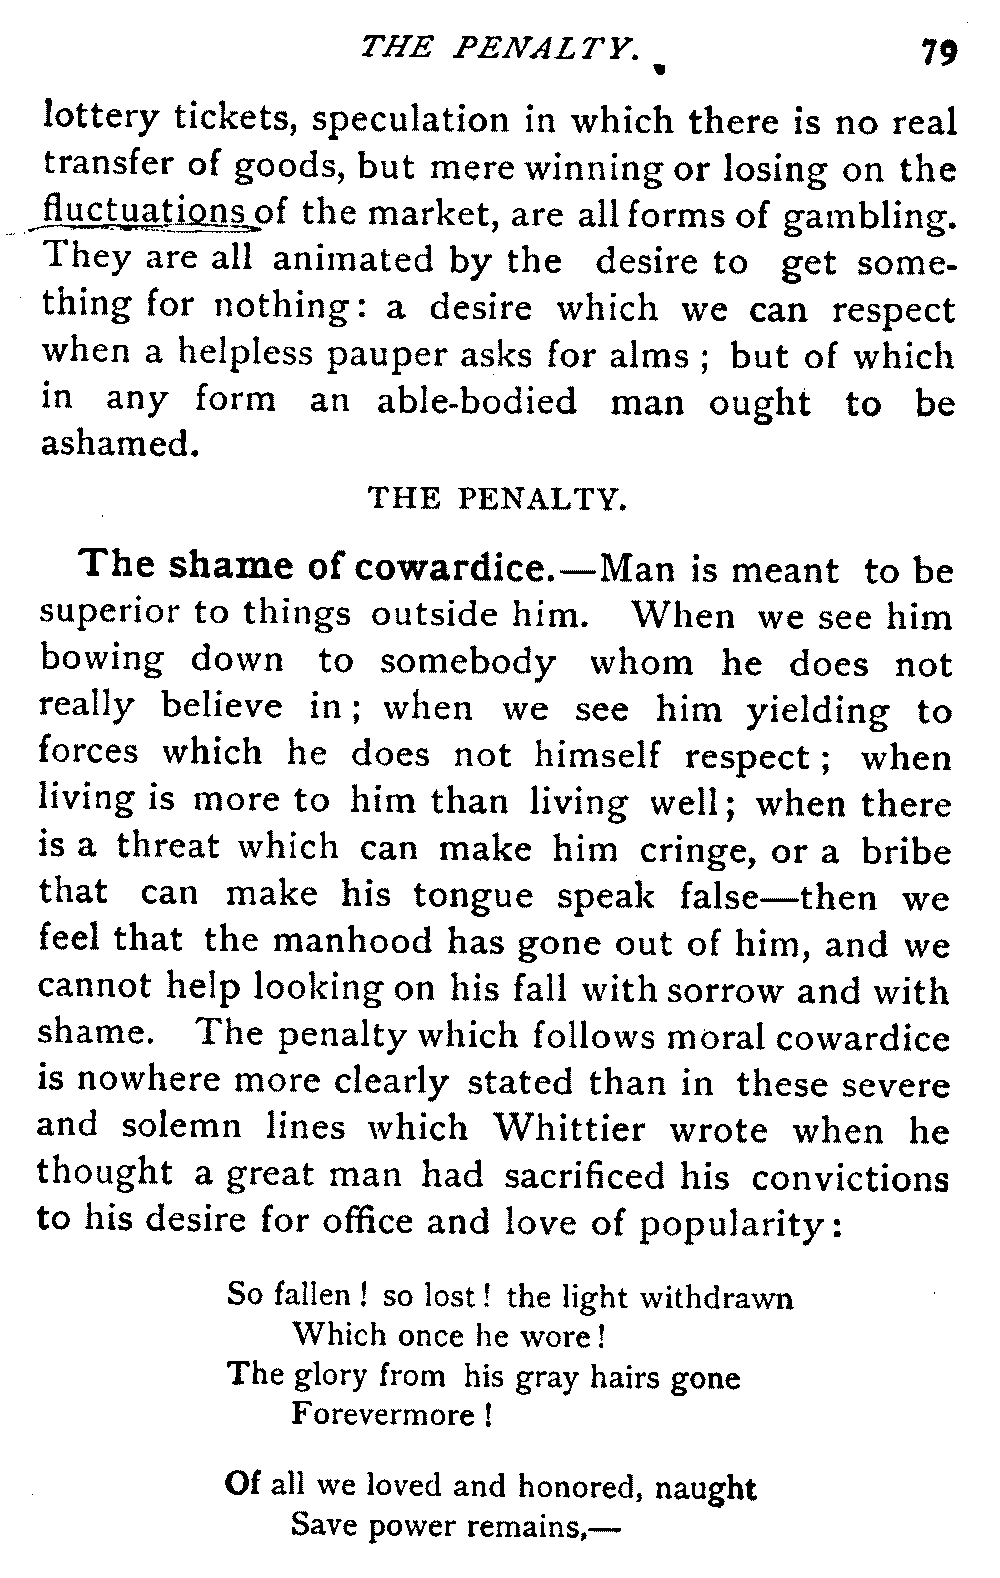 THE PENALTY. 79
lottery tickets, speculation in which there is no real
transfer of goods, but mere winning or losing on the
fluctuations of the market, are all forms of gambling.
They are all animated by the desire to get some-
thing for nothing: a desire which we can respect
when a helpless pauper asks for alms; but of which
in any form an able-bodied man ought to be
ashamed.
THE PENALTY.
The shame of cowardice.—Man is meant to be
superior to things outside him. When we see him
bowing down to somebody whom he does not
really believe in; when we see him yielding to
forces which he does not himself respect; when
living is more to him than living well; when there
is a threat which can make him cringe, or a bribe
that can make his tongue speak false—then we
feel that the manhood has gone out of him, and we
cannot help looking on his fall with sorrow and with
shame. The penalty which follows moral cowardice
is nowhere more clearly stated than in these severe
and solemn lines which Whittier wrote when he
thought a great man had sacrificed his convictions
to his desire for office and love of popularity:
So fallen! so lost! the light withdrawn
Which once he wore!
The glory from his gray hairs gone
Forevermore!
Of all we loved and honored, naught
Save power remains,—